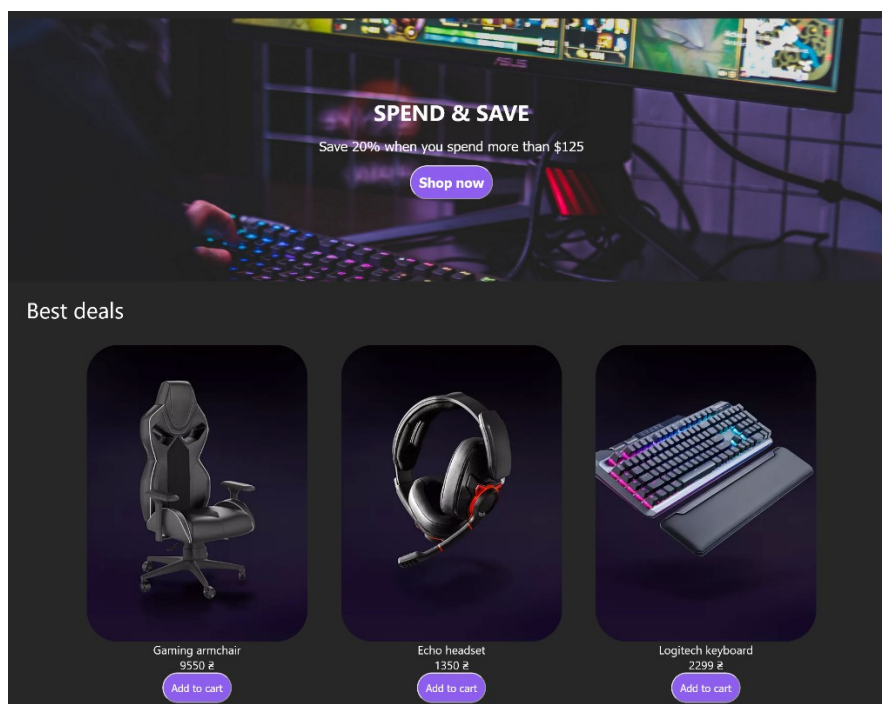 ASUS
SPEND & SAVE
Save 20% when you spend more than $125
Shop now
Best deals
Gaming armchair
9550 ₴
Add to cart
Echo headset
1350 ₴
Add to cart
Logitech keyboard
2299 ₴
Add to cart